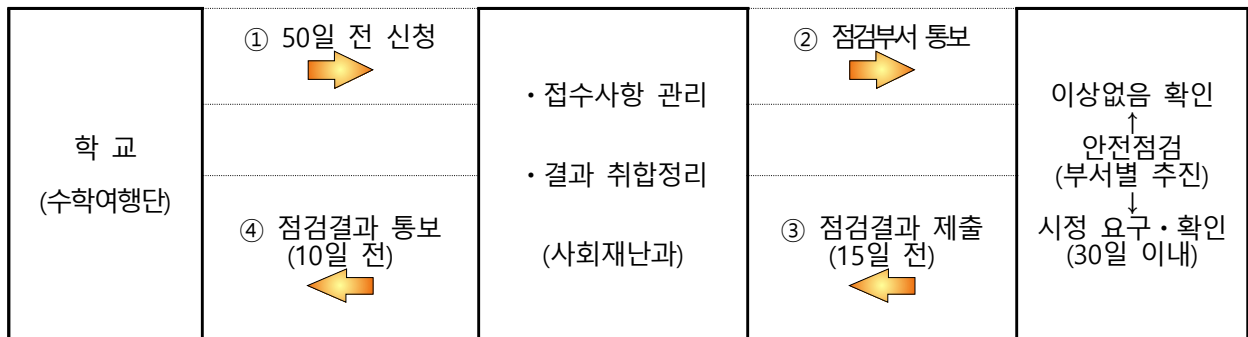 학 교
(수학여행단)
① 50일 전 신청
④ 점검결과 통보
(10일 전)
・접수사항 관리
・결과 취합정리
(사회재난과)
② 점검부서 통보
③ 점검결과 제출
(15일 전)
이상없음 확인
↑
안전점검
(부서별 추진)
↓
시정 요구・확인
(30일 이내)